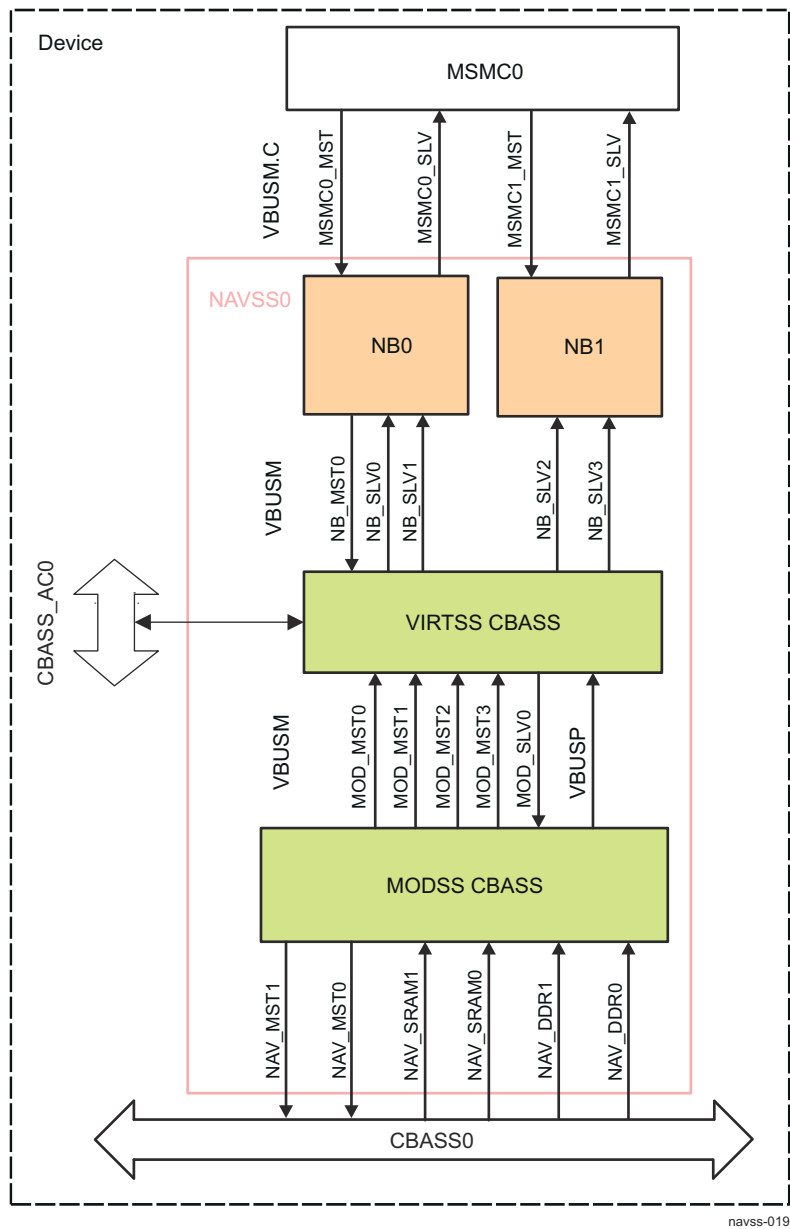 Device
MSMC0
VBUSM.C
MSMC0_MST
MSMC0_SLV
MSMC1_MST
MSMC1_SLV
NAVSS0
NB0
NB1
VBUSM
NB_MST0
NB_SLV0
NB_SLV1
NB_SLV2
NB_SLV3
CBASS_AC0
VIRTSS CBASS
VBUSM
MOD_MST0
MOD_MST1
MOD_MST2
MOD_MST3
MOD_SLV0
VBUSP
MODSS CBASS
NAV_MST1
NAV_MST0
NAV_SRAM1
NAV_SRAM0
NAV_DDR1
NAV_DDR0
CBASS0
navss-019